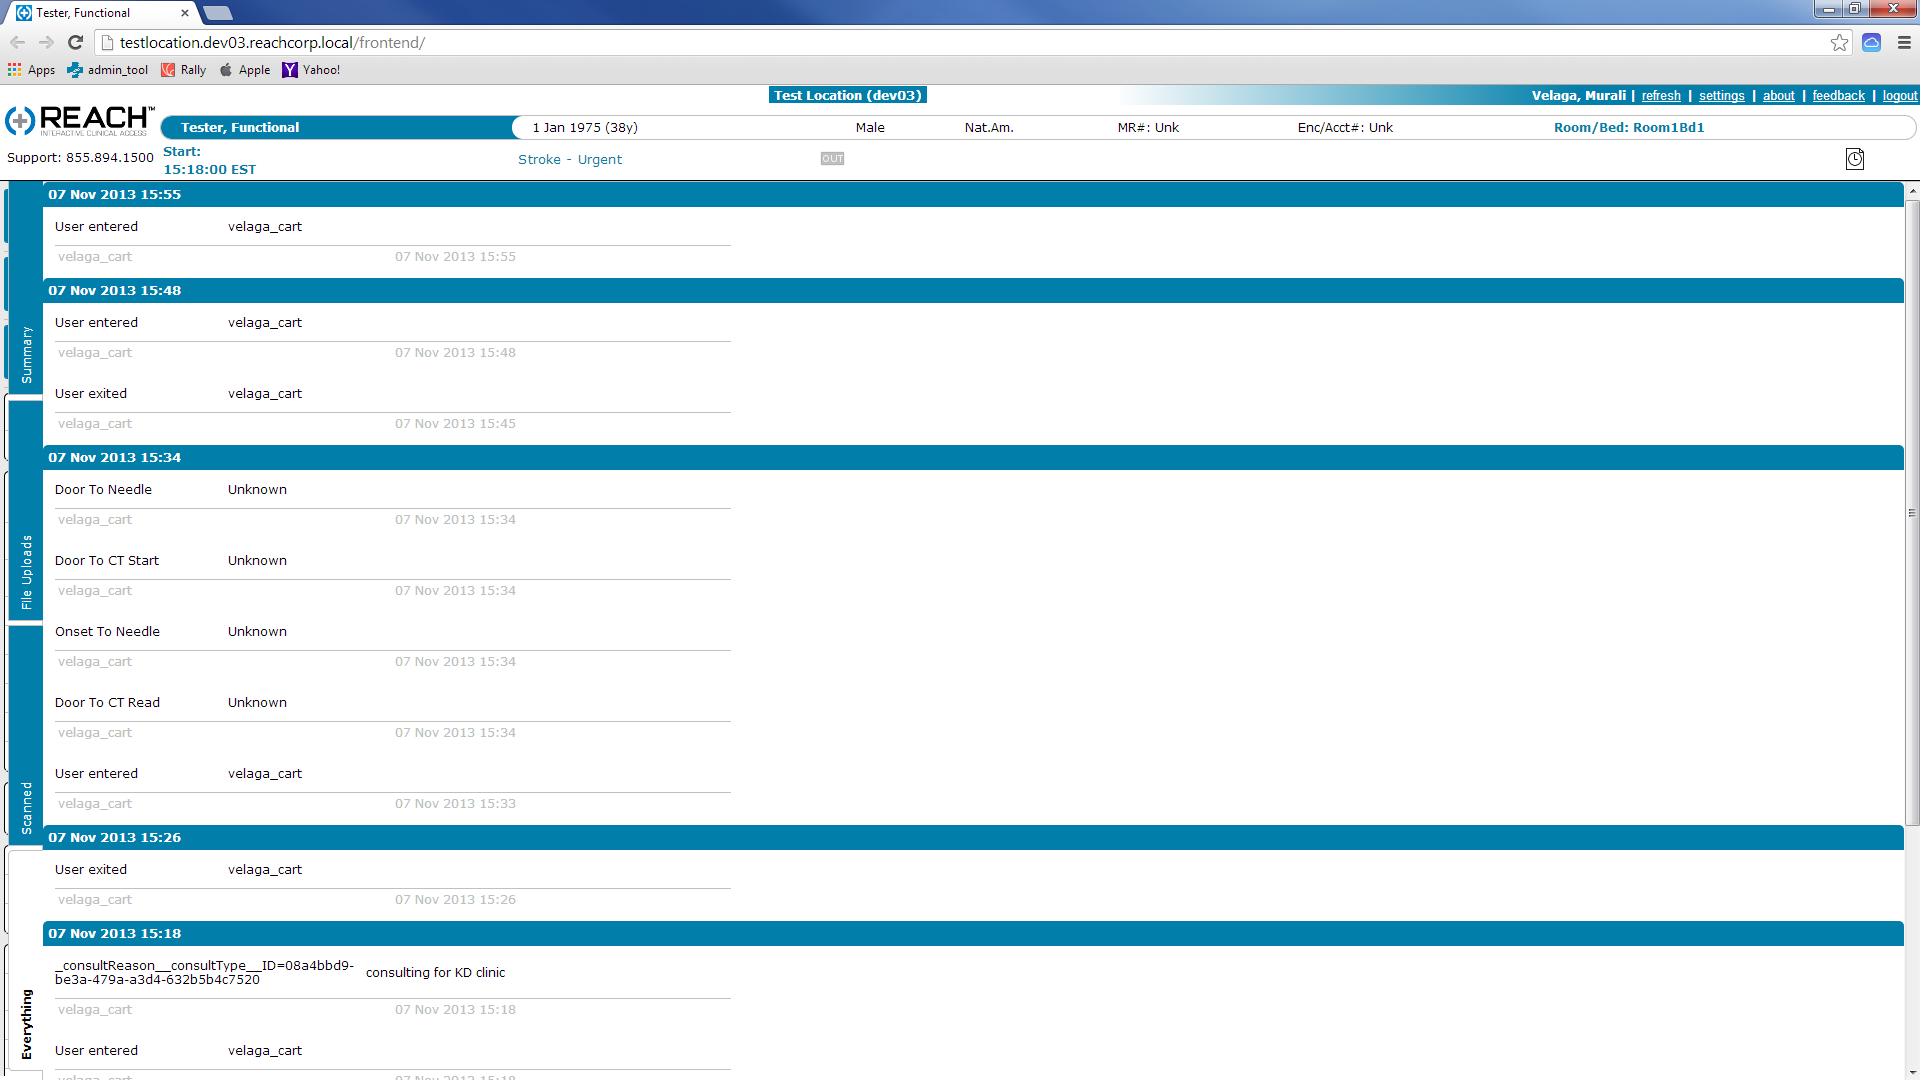 Tester, Functional
testlocation.dev03.reachcorp.local/frontend/
Apps admin_tool Rally Apple Yahoo!
Test Location (dev03) Velaga, Murali | refresh | settings | about | feedback | logout
REACH™
INTERACTIVE CLINICAL ACCESS
Tester, Functional 1 Jan 1975 (38y) Male Nat.Am. MR#: Unk Enc/Acct#: Unk Room/Bed: Room1Bd1
Support: 855.894.1500
Start:
15:18:00 EST
Stroke - Urgent OUT
Summary
File Uploads
Scanned
Everything
07 Nov 2013 15:55
User entered velaga_cart
velaga_cart 07 Nov 2013 15:55
07 Nov 2013 15:48
User entered velaga_cart
velaga_cart 07 Nov 2013 15:48
User exited velaga_cart
velaga_cart 07 Nov 2013 15:45
07 Nov 2013 15:34
Door To Needle Unknown
velaga_cart 07 Nov 2013 15:34
Door To CT Start Unknown
velaga_cart 07 Nov 2013 15:34
Onset To Needle Unknown
velaga_cart 07 Nov 2013 15:34
Door To CT Read Unknown
velaga_cart 07 Nov 2013 15:34
User entered velaga_cart
velaga_cart 07 Nov 2013 15:33
07 Nov 2013 15:26
User exited velaga_cart
velaga_cart 07 Nov 2013 15:26
07 Nov 2013 15:18
_consultReason__consultType__ID=08a4bbd9-
be3a-479a-a3d4-632b5b4c7520 consulting for KD clinic
velaga_cart 07 Nov 2013 15:18
User entered velaga_cart
velaga_cart 07 Nov 2013 15:18